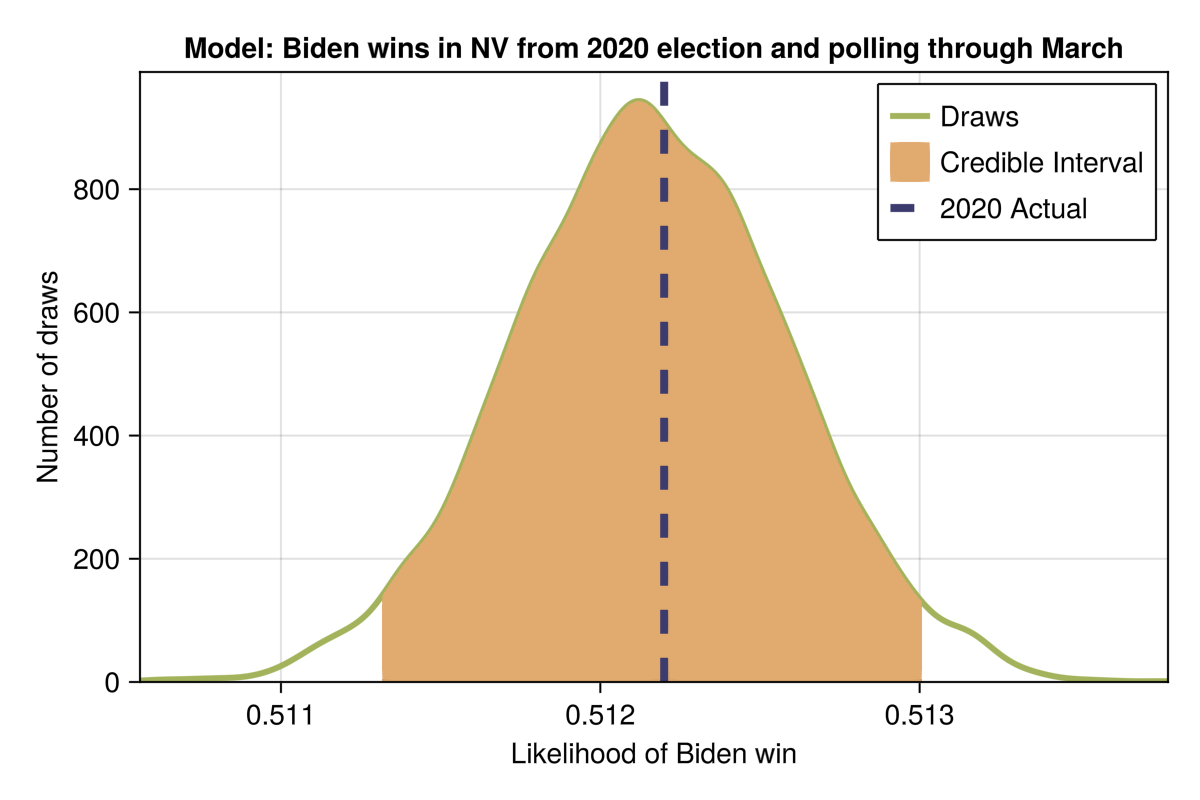 Model: Biden wins in NV from 2020 election and polling through March
Draws
Credible Interval
2020 Actual
Number of draws
800
600
400
200
0
0.511
0.512
0.513
Likelihood of Biden win